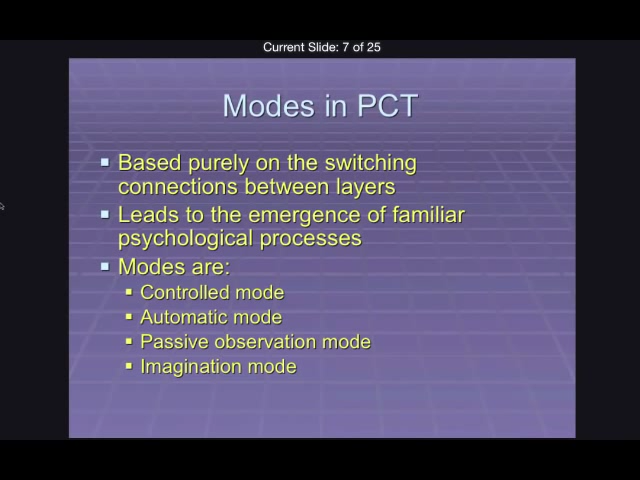 Current Slide: 7 of 25
Modes in PCT
▪ Based purely on the switching
connections between layers
▪ Leads to the emergence of familiar
psychological processes
▪ Modes are:
▪ Controlled mode
▪ Automatic mode
▪ Passive observation mode
▪ Imagination mode